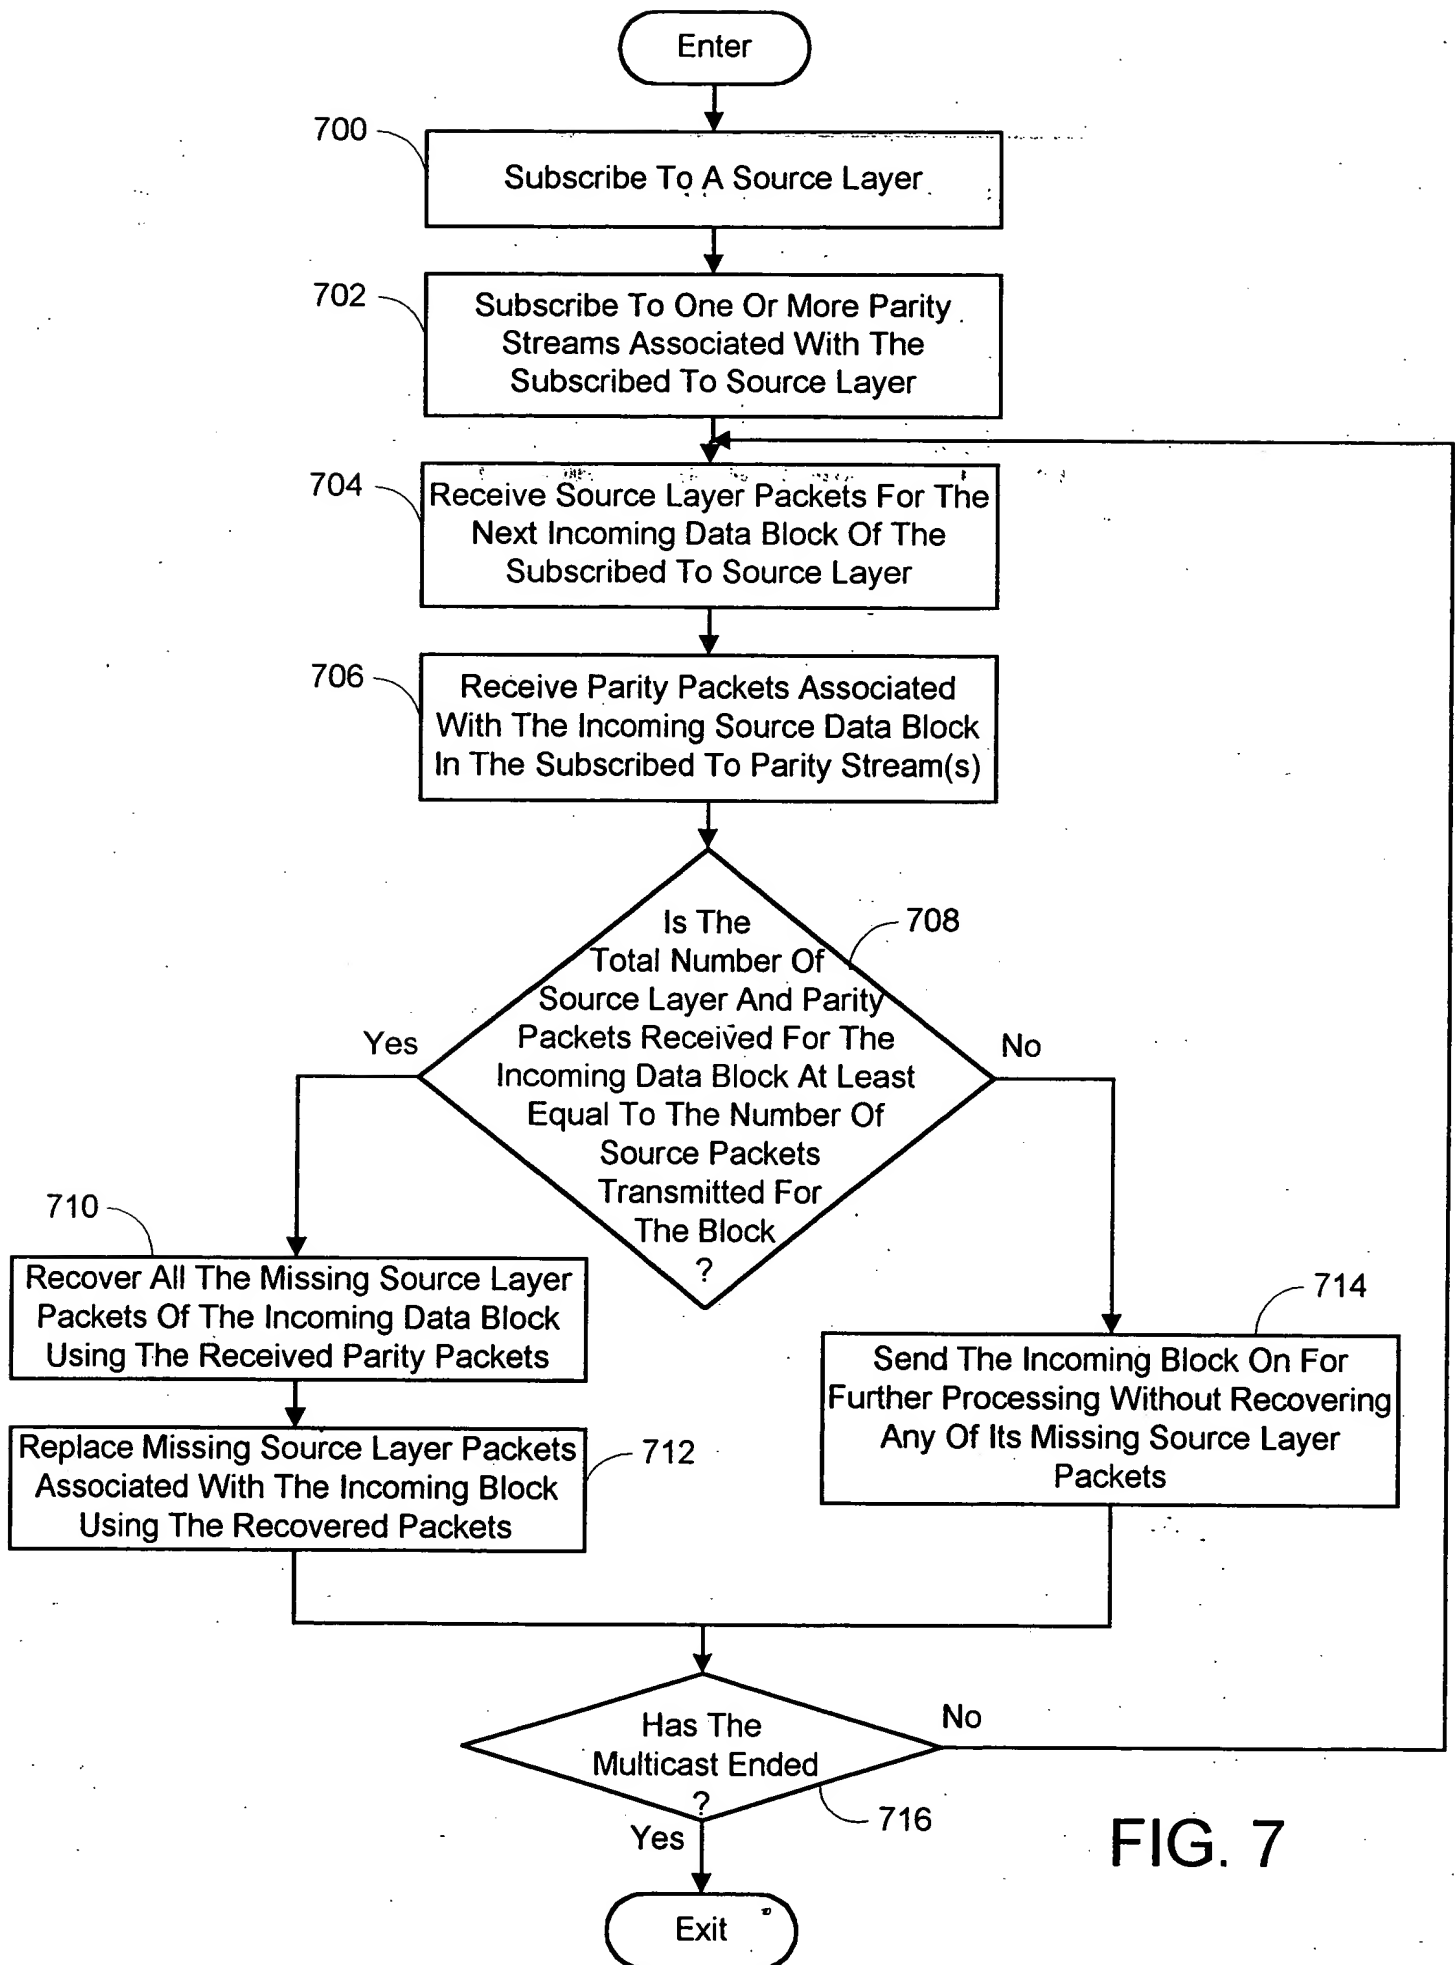 Enter
700
Subscribe To A Source Layer
702
Subscribe To One Or More Parity
Streams Associated With The
Subscribed To Source Layer
704
Receive Source Layer Packets For The
Next Incoming Data Block Of The
Subscribed To Source Layer
706
Receive Parity Packets Associated
With The Incoming Source Data Block
In The Subscribed To Parity Stream(s)
708
Is The
Total Number Of
Source Layer And Parity
Packets Received For The
Incoming Data Block At Least
Equal To The Number Of
Source Packets
Transmitted For
The Block
?
Yes
No
710
Recover All The Missing Source Layer
Packets Of The Incoming Data Block
Using The Received Parity Packets
714
Send The Incoming Block On For
Further Processing Without Recovering
Any Of Its Missing Source Layer
Packets
Replace Missing Source Layer Packets
Associated With The Incoming Block
Using The Recovered Packets
712
Has The
Multicast Ended
?
No
716
Yes
Exit
FIG. 7